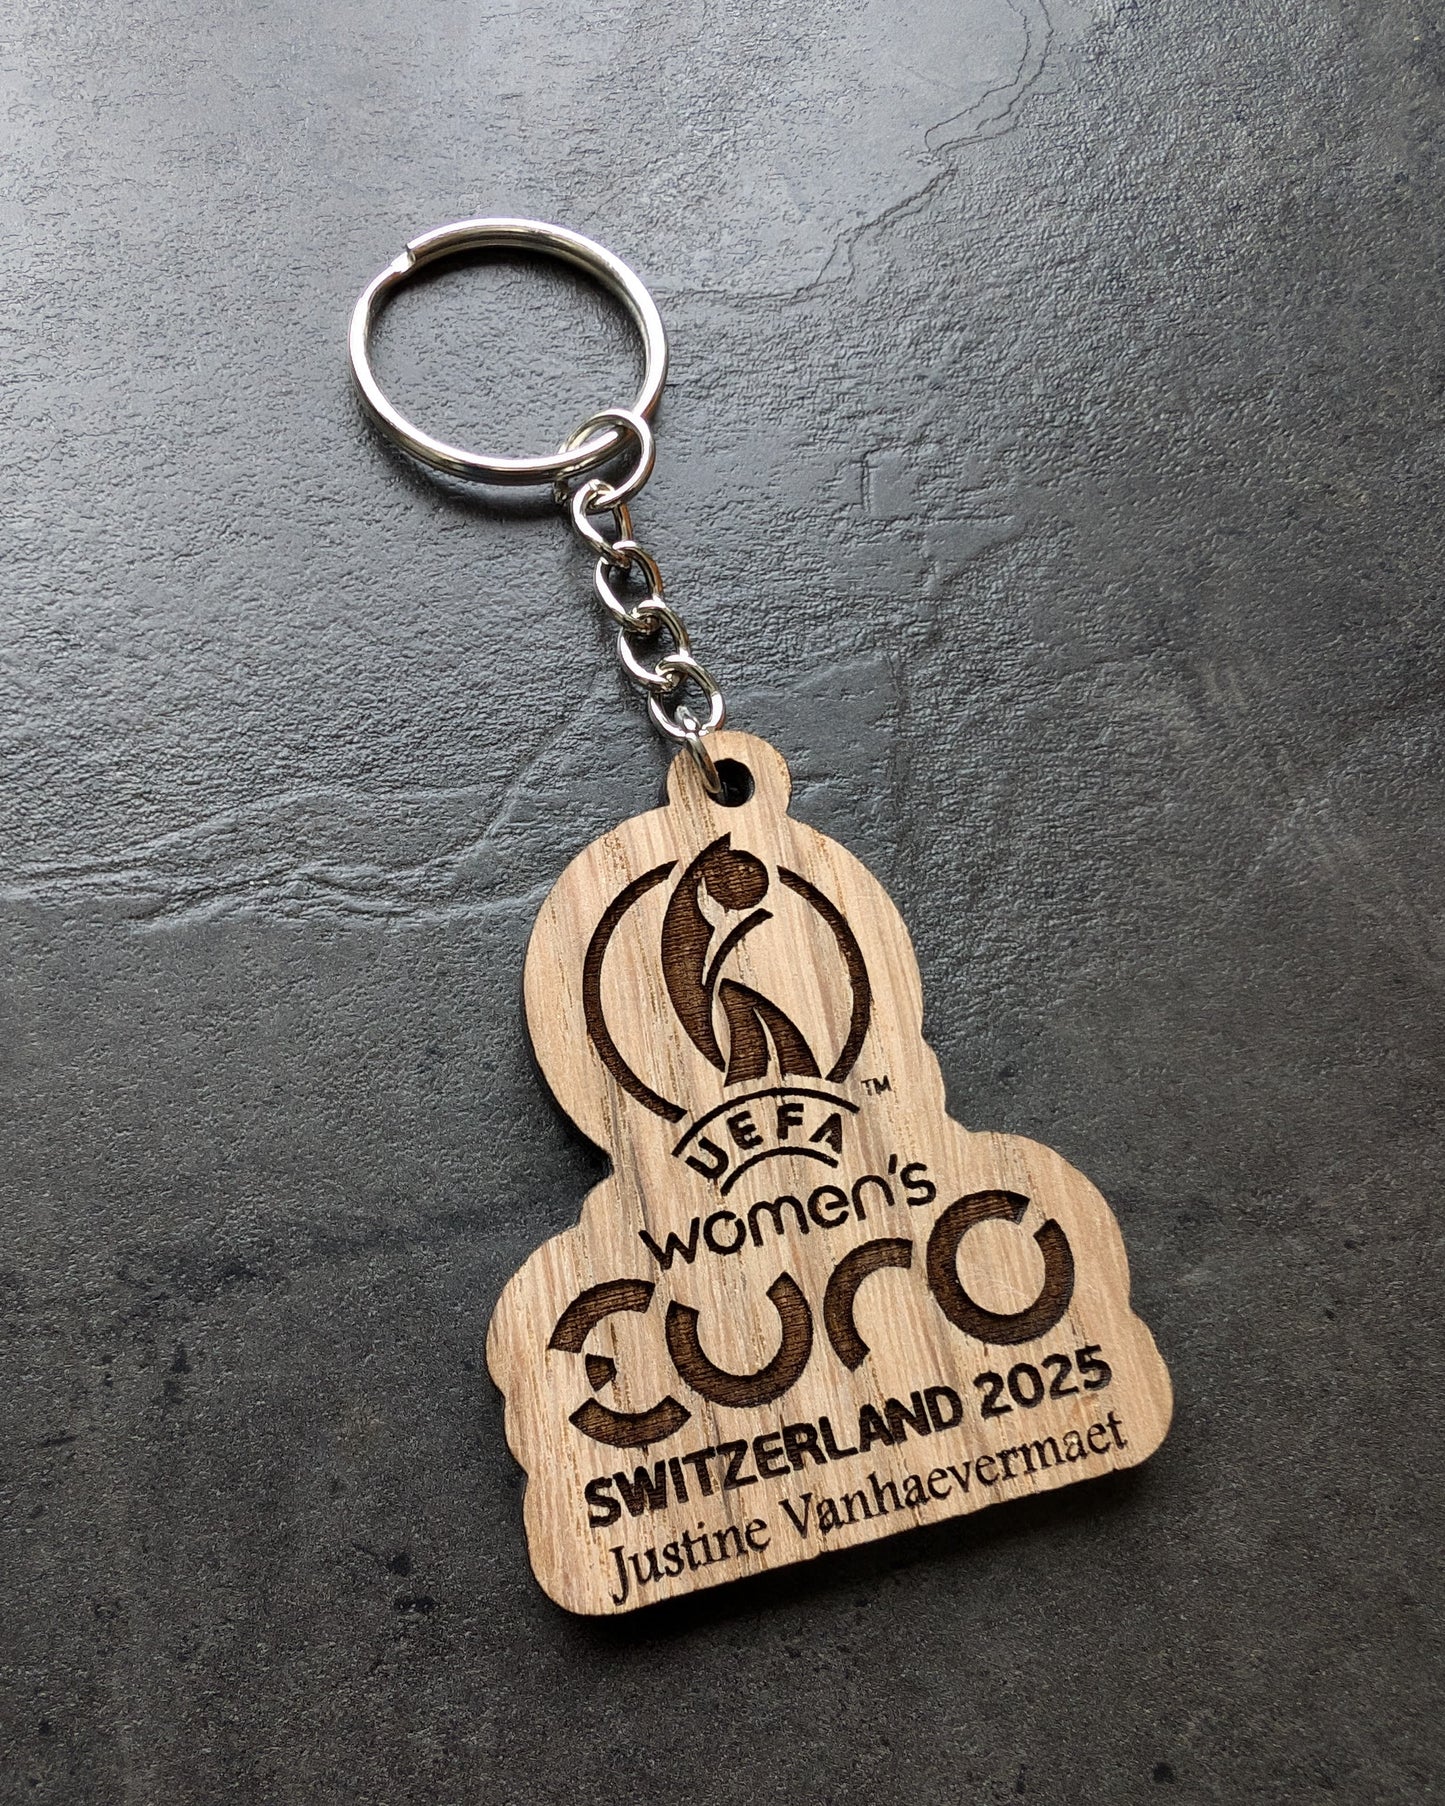 TM
UEFA
women's
euro
SWITZERLAND 2025
Justine Vanhaevermaet